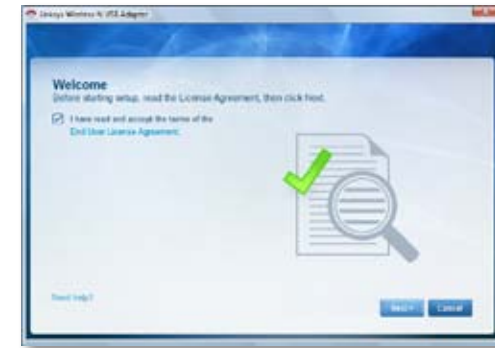 Linksys Wireless-N USB Adapter
Welcome
Before starting setup, read the License Agreement, then click Next.
I have read and accept the terms of the
End User License Agreement.
Need help?
Next >
Cancel